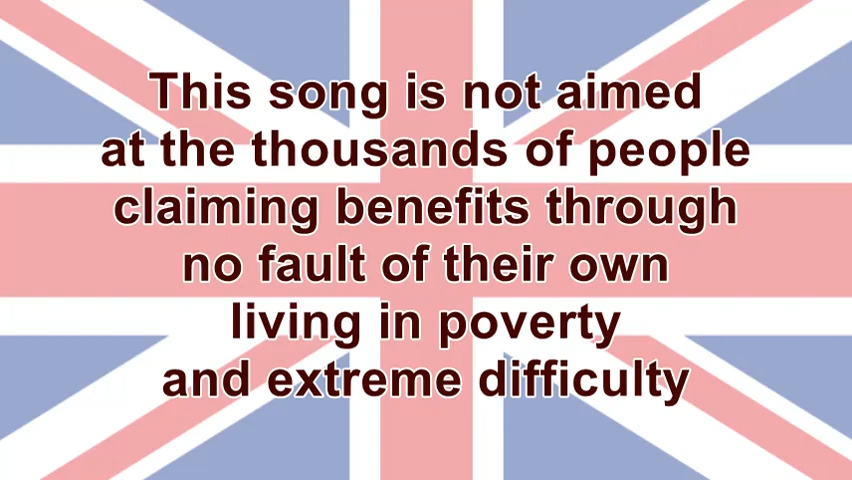 This song is not aimed
at the thousands of people
claiming benefits through
no fault of their own
living in poverty
and extreme difficulty